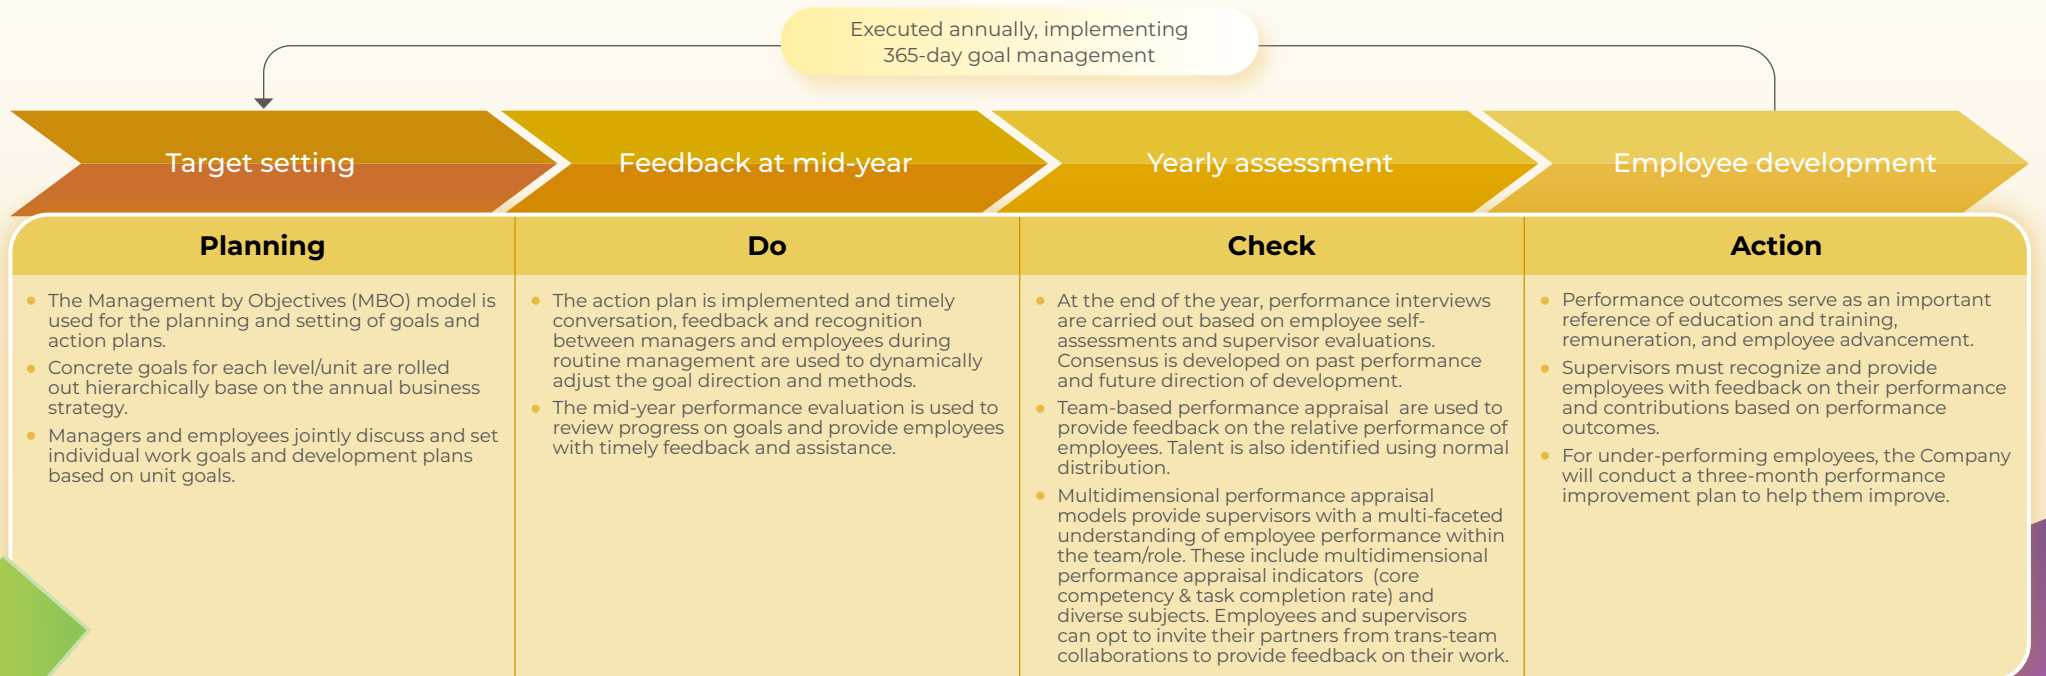 Executed annually, implementing
365-day goal management
Target setting
Feedback at mid-year
Yearly assessment
Employee development
Planning
Do
Check
Action
• The Management by Objectives (MBO) model is
used for the planning and setting of goals and
action plans.
• Concrete goals for each level/unit are rolled
out hierarchically base on the annual business
strategy.
• Managers and employees jointly discuss and set
individual work goals and development plans
based on unit goals.
• The action plan is implemented and timely
conversation, feedback and recognition
between managers and employees during
routine management are used to dynamically
adjust the goal direction and methods.
• The mid-year performance evaluation is used to
review progress on goals and provide employees
with timely feedback and assistance.
• At the end of the year, performance interviews
are carried out based on employee self-
assessments and supervisor evaluations.
Consensus is developed on past performance
and future direction of development.
• Team-based performance appraisal are used to
provide feedback on the relative performance of
employees. Talent is also identified using normal
distribution.
• Multidimensional performance appraisal
models provide supervisors with a multi-faceted
understanding of employee performance within
the team/role. These include multidimensional
performance appraisal indicators (core
competency & task completion rate) and
diverse subjects. Employees and supervisors
can opt to invite their partners from trans-team
collaborations to provide feedback on their work.
• Performance outcomes serve as an important
reference of education and training,
remuneration, and employee advancement.
• Supervisors must recognize and provide
employees with feedback on their performance
and contributions based on performance
outcomes.
• For under-performing employees, the Company
will conduct a three-month performance
improvement plan to help them improve.